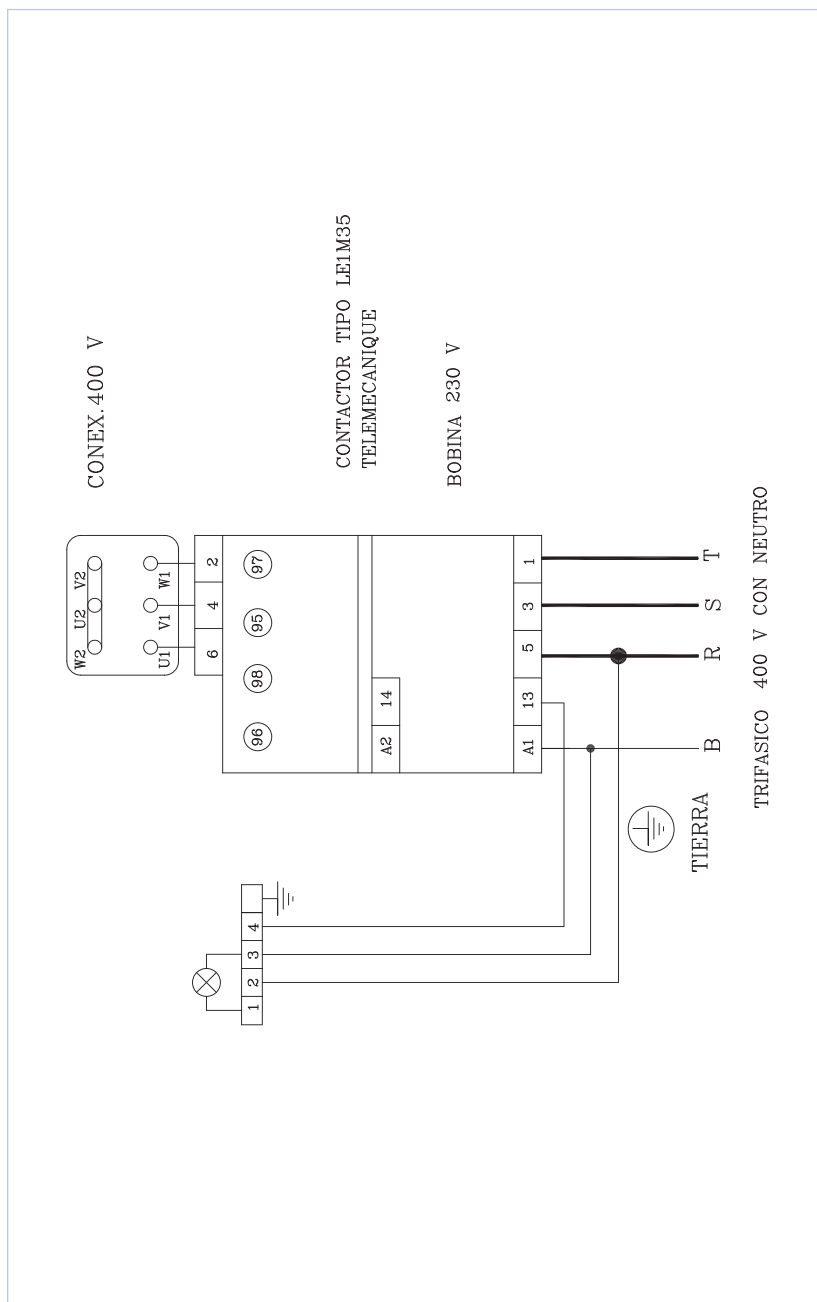 CONEX.400 V
W2 U2 V2
U1 V1 W1
6 4 2
96 98 95 97
CONTACTOR TIPO LE1M35
TELEMECANIQUE
A2 14
BOBINA 230 V
A1 13 5 3 1
1 2 3 4
TIERRA
B R S T
TRIFASICO 400 V CON NEUTRO